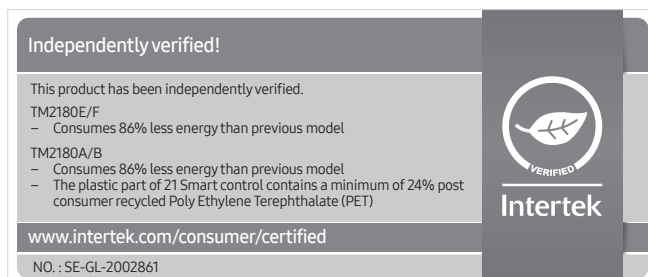 Independently verified!
This product has been independently verified.
TM2180E/F
– Consumes 86% less energy than previous model
TM2180A/B
– Consumes 86% less energy than previous model
– The plastic part of 21 Smart control contains a minimum of 24% post
consumer recycled Poly Ethylene Terephthalate (PET)
www.intertek.com/consumer/certified
NO. : SE-GL-2002861
VERIFIED
Intertek